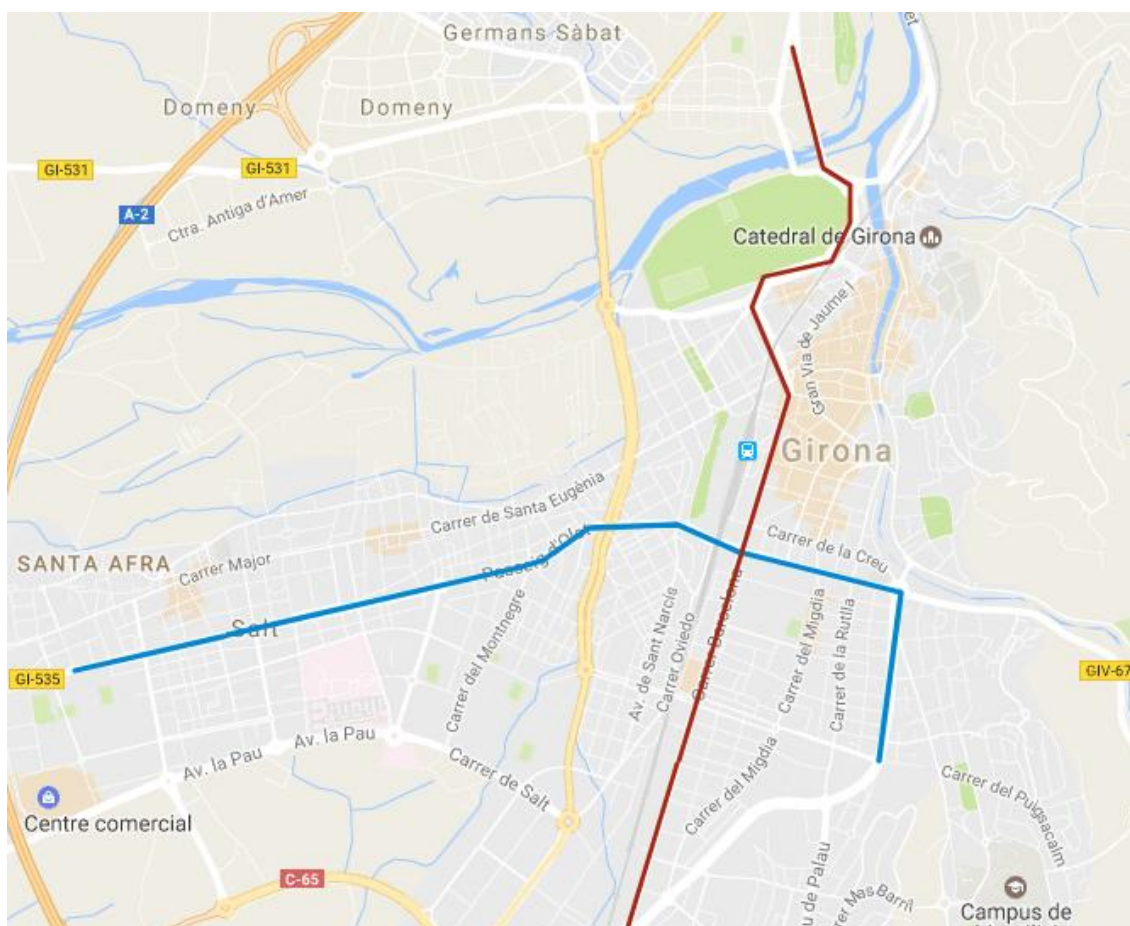 Germans Sàbat
Domeny
Domeny
GI-531
GI-531
A-2
Ctra. Antiga d'Amer
Catedral de Girona
Gran Via de Jaume I
Girona
Carrer de Santa Eugènia
Passeig d'Olot
Carrer de la Creu
SANTA AFRA
Carrer Major
Salt
GI-535
Carrer del Montnegre
Av. de Sant Narcís
Carrer Oviedo
Carrer Barcelona
Carrer del Migdia
Carrer de la Rutlla
GIV-67
Av. la Pau
Av. la Pau
Carrer de Salt
Carrer del Migdia
Carrer del Puigsacalm
Centre comercial
C-65
u de Palau
rer Mas Barril
Campus de